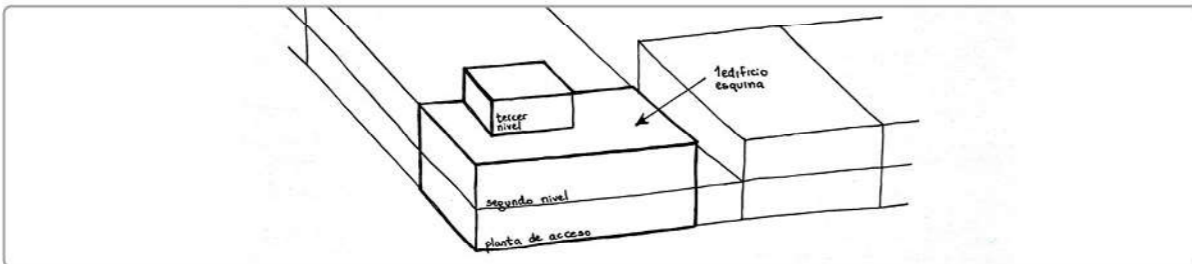 1edificio
esquina
tercer
nivel
segundo nivel
planta de acceso